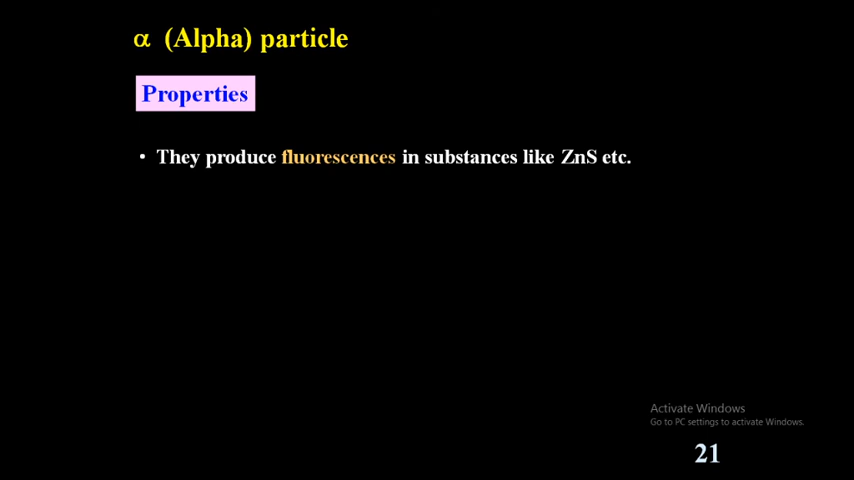 α (Alpha) particle
Properties
• They produce fluorescences in substances like ZnS etc.
Activate Windows
Go to PC settings to activate Windows.
21